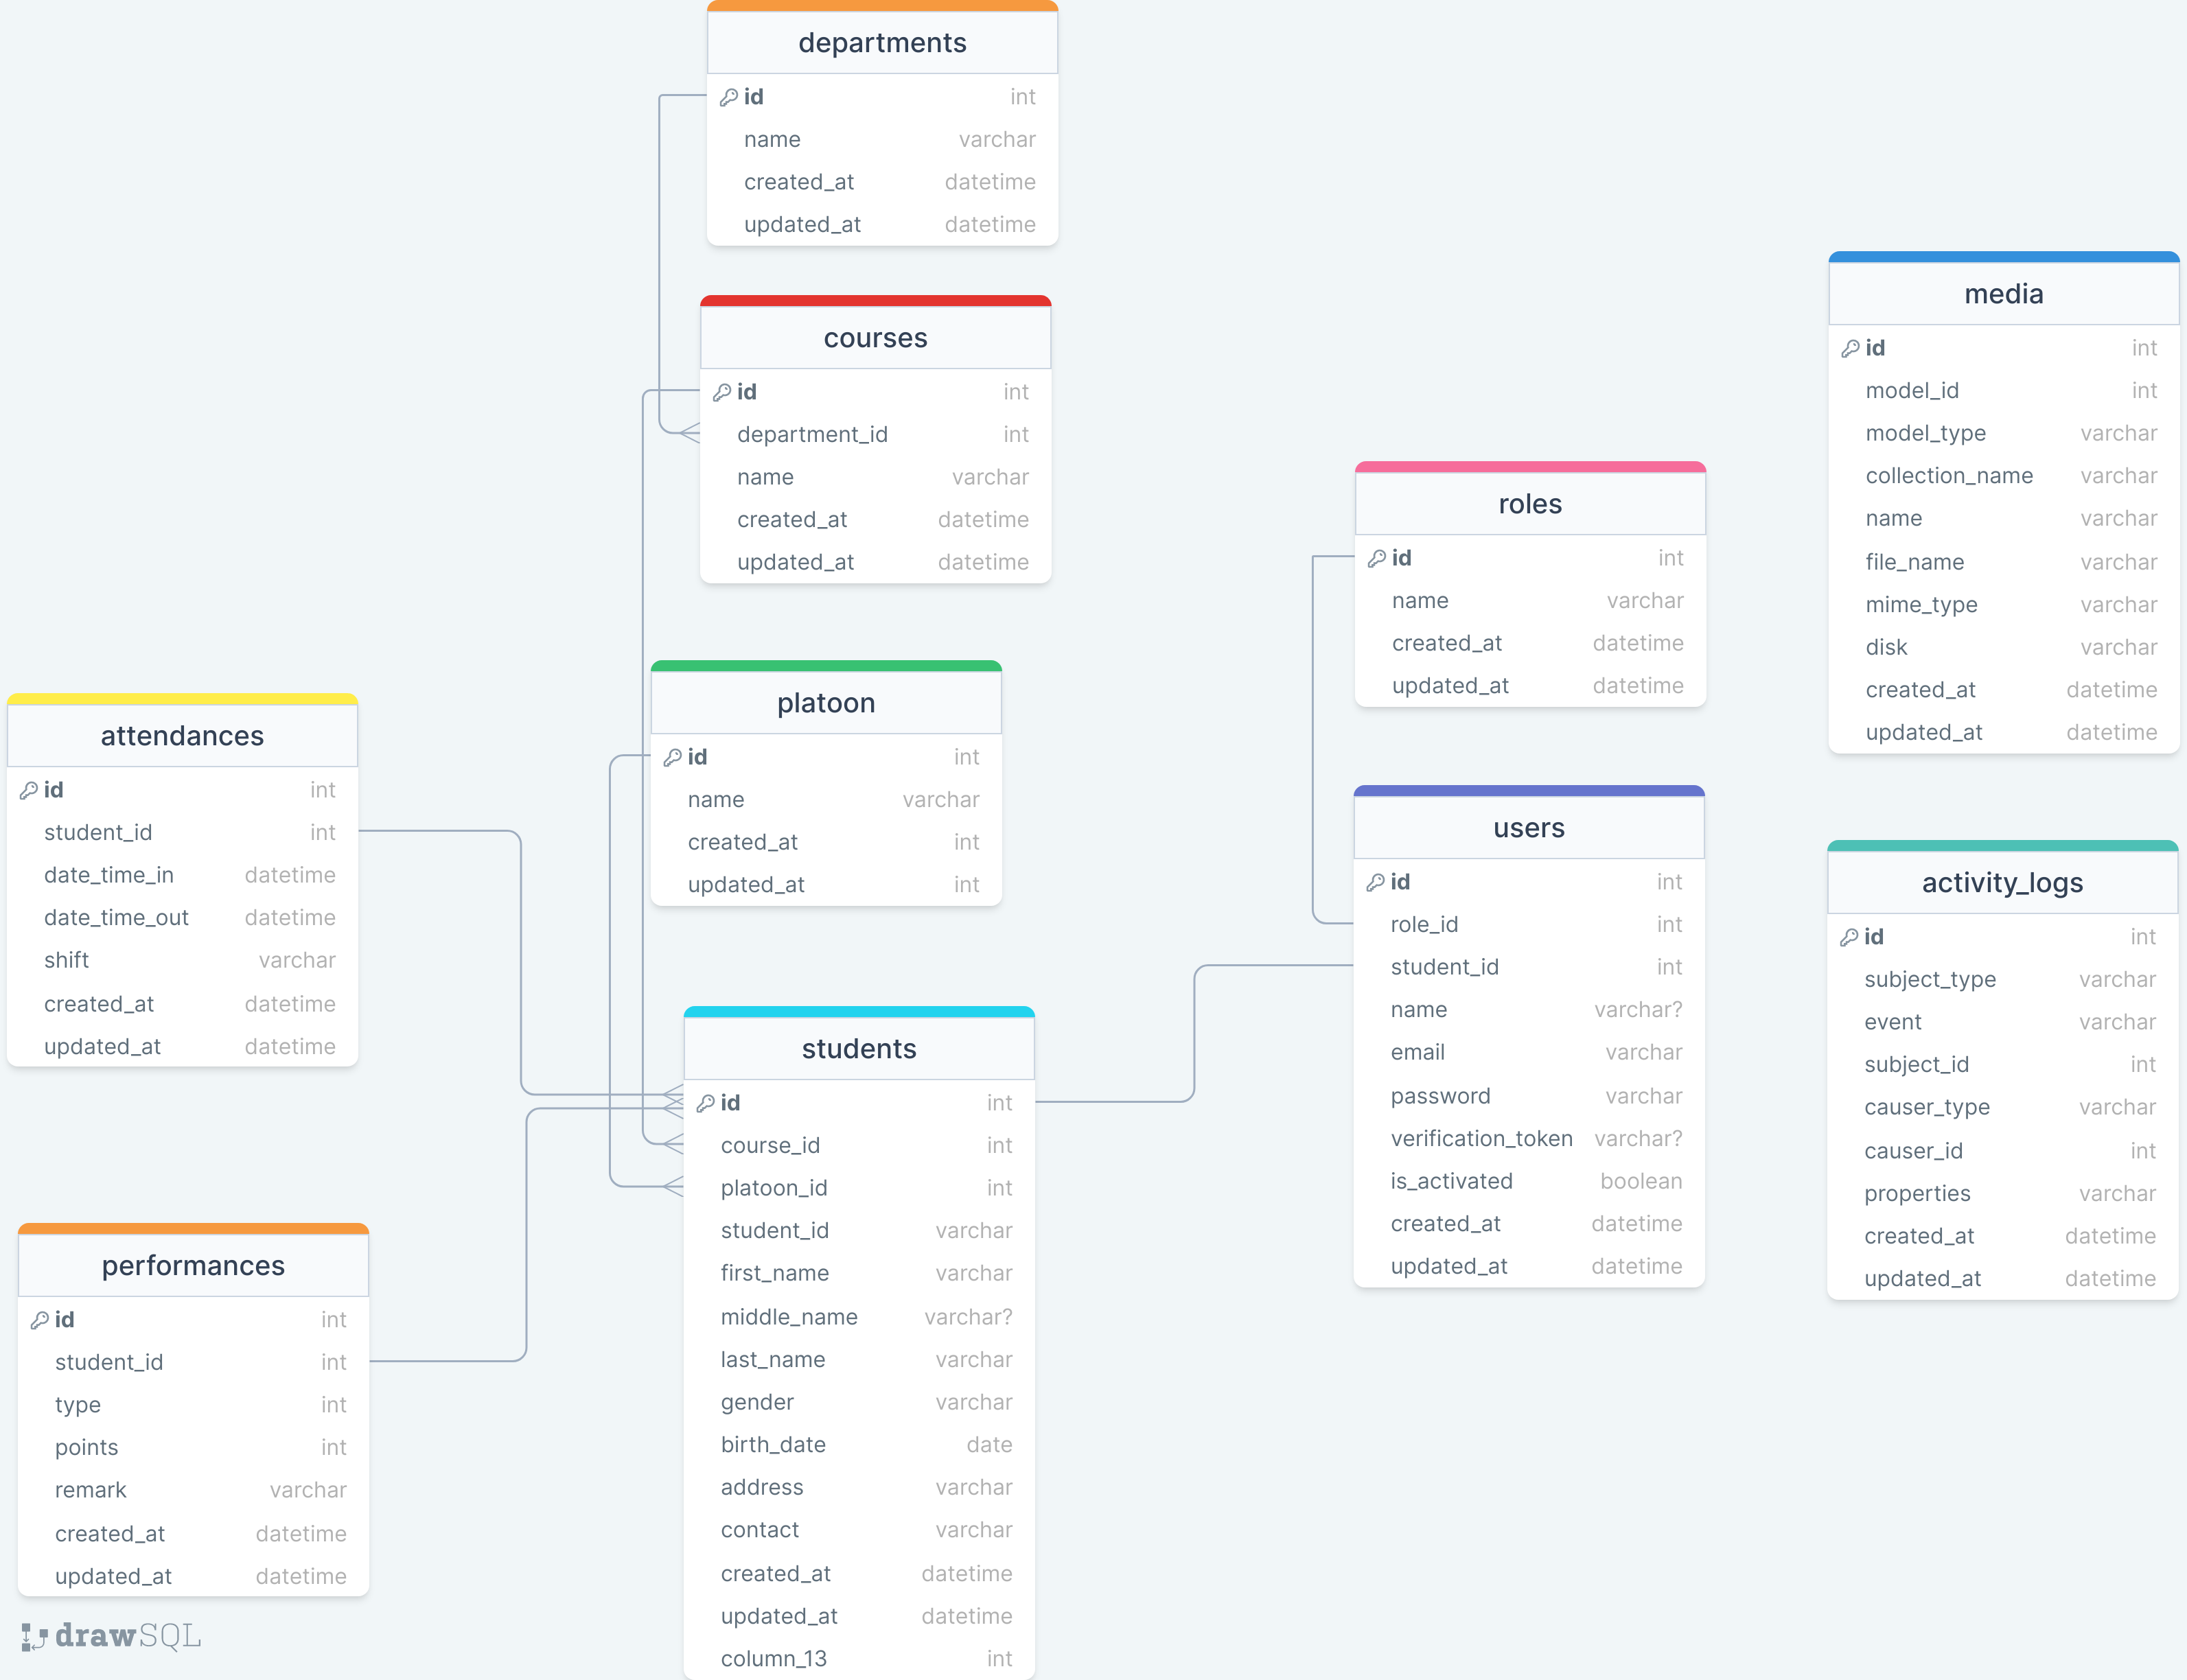 departments
id int
name varchar
created_at datetime
updated_at datetime
courses
id int
department_id int
name varchar
created_at datetime
updated_at datetime
platoon
id int
name varchar
created_at int
updated_at int
attendances
id int
student_id int
date_time_in datetime
date_time_out datetime
shift varchar
created_at datetime
updated_at datetime
performances
id int
student_id int
type int
points int
remark varchar
created_at datetime
updated_at datetime
students
id int
course_id int
platoon_id int
student_id varchar
first_name varchar
middle_name varchar?
last_name varchar
gender varchar
birth_date date
address varchar
contact varchar
created_at datetime
updated_at datetime
column_13 int
roles
id int
name varchar
created_at datetime
updated_at datetime
users
id int
role_id int
student_id int
name varchar?
email varchar
password varchar
verification_token varchar?
is_activated boolean
created_at datetime
updated_at datetime
media
id int
model_id int
model_type varchar
collection_name varchar
name varchar
file_name varchar
mime_type varchar
disk varchar
created_at datetime
updated_at datetime
activity_logs
id int
subject_type varchar
event varchar
subject_id int
causer_type varchar
causer_id int
properties varchar
created_at datetime
updated_at datetime
drawSQL